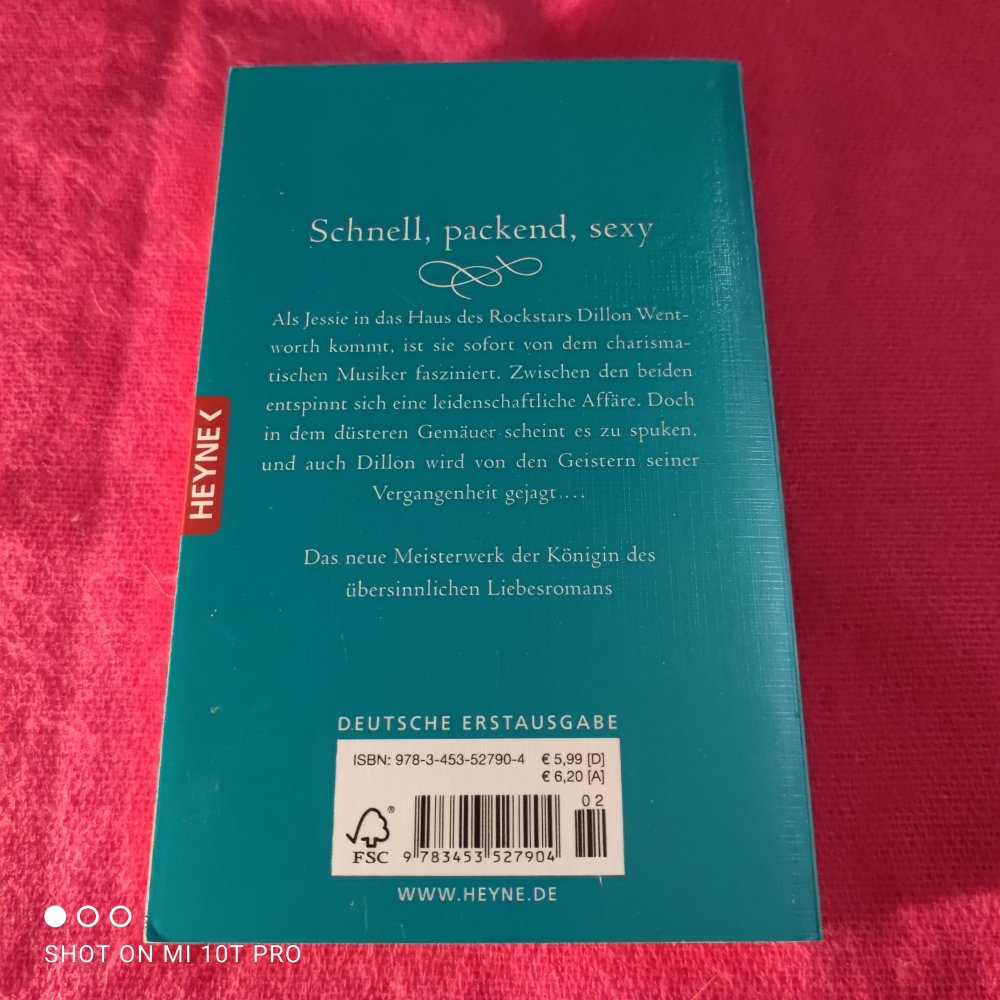 Schnell, packend, sexy
Als Jessie in das Haus des Rockstars Dillon Went-
worth kommt, ist sie sofort von dem charisma-
tischen Musiker fasziniert. Zwischen den beiden
entspinnt sich eine leidenschaftliche Affäre. Doch
in dem düsteren Gemäuer scheint es zu spuken,
und auch Dillon wird von den Geistern seiner
Vergangenheit gejagt …
Das neue Meisterwerk der Königin des
übersinnlichen Liebesromans
HEYNE
DEUTSCHE ERSTAUSGABE
ISBN: 978-3-453-52790-4 € 5,99 [D]
€ 6,20 [A]
0 2
® FSC
9 783453 527904
WWW.HEYNE.DE
SHOT ON MI 10T PRO